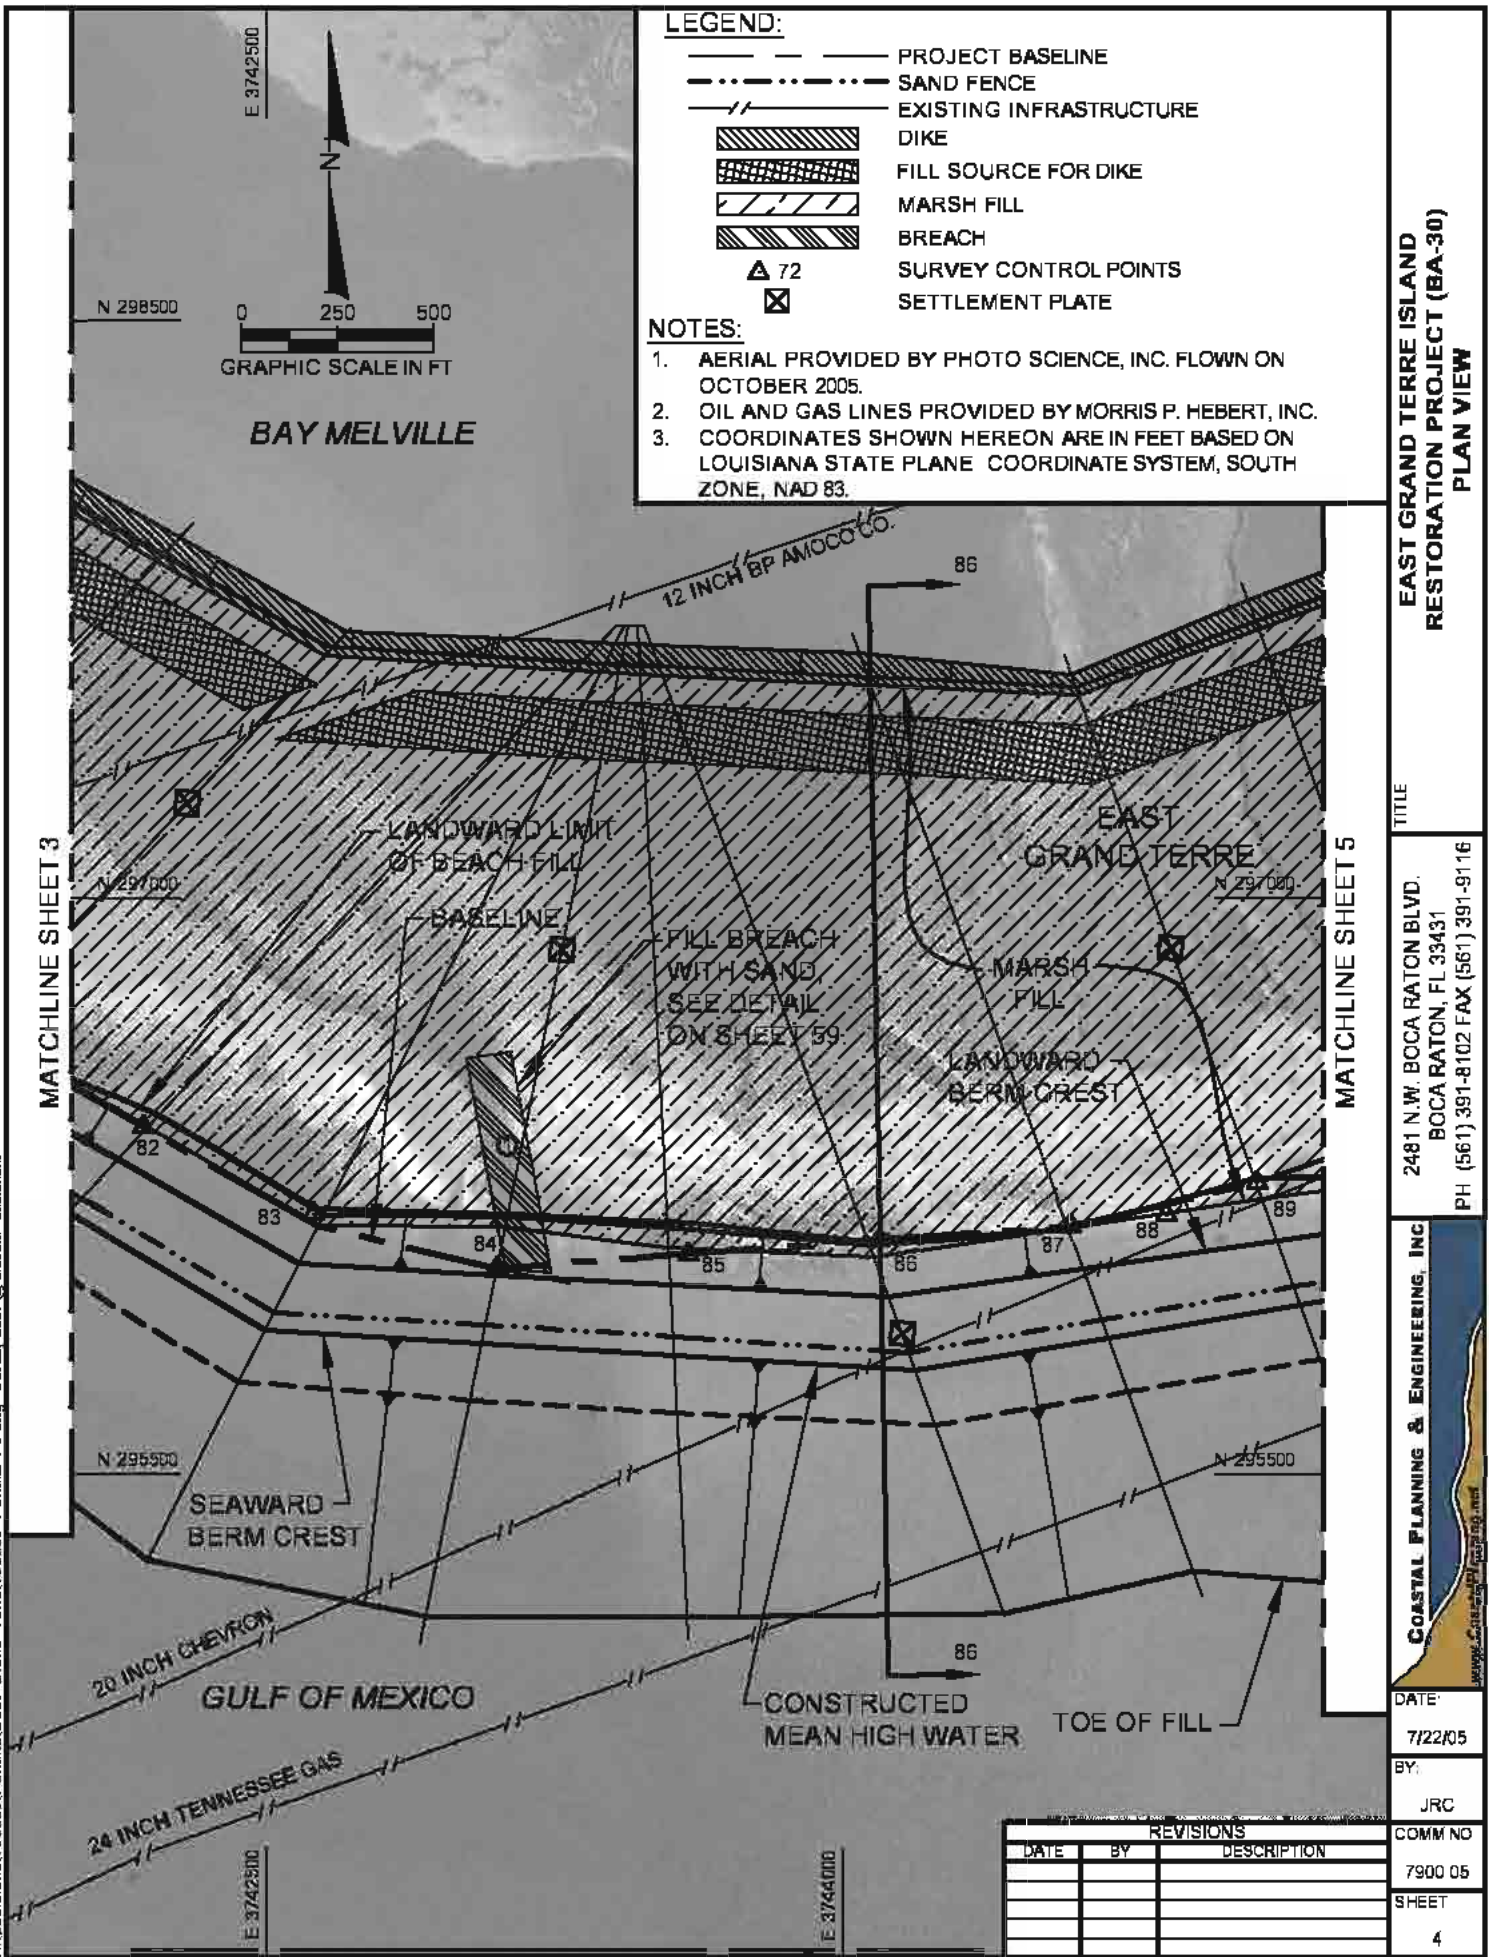 LEGEND:
PROJECT BASELINE
SAND FENCE
EXISTING INFRASTRUCTURE
DIKE
FILL SOURCE FOR DIKE
MARSH FILL
BREACH
72
SURVEY CONTROL POINTS
SETTLEMENT PLATE
NOTES:
1. AERIAL PROVIDED BY PHOTO SCIENCE, INC. FLOWN ON
OCTOBER 2005.
2. OIL AND GAS LINES PROVIDED BY MORRIS P. HEBERT, INC.
3. COORDINATES SHOWN HEREON ARE IN FEET BASED ON
LOUISIANA STATE PLANE COORDINATE SYSTEM, SOUTH
ZONE, NAD 83.
E 3742500
N
N 298500
0 250 500
GRAPHIC SCALE IN FT
BAY MELVILLE
12 INCH BP AMOCO CO.
86
MATCHLINE SHEET 3
LANDWARD LIMIT
OF BEACH FILL
EAST
GRAND TERRE
N 297000
N 297000
BASELINE
FILL BREACH
WITH SAND,
SEE DETAIL
ON SHEET 59
MARSH
FILL
LANDWARD
BERM CREST
MATCHLINE SHEET 5
82
83
84
85
86
87
88
89
N 295500
N 295500
SEAWARD
BERM CREST
20 INCH CHEVRON
GULF OF MEXICO
86
CONSTRUCTED
MEAN HIGH WATER
TOE OF FILL
24 INCH TENNESSEE GAS
E 3742500
E 3744000
REVISIONS
DATE BY DESCRIPTION
EAST GRAND TERRE ISLAND
RESTORATION PROJECT (BA-30)
PLAN VIEW
TITLE
2481 N.W. BOCA RATON BLVD.
BOCA RATON, FL 33431
PH (561) 391-8102 FAX (561) 391-9116
COASTAL PLANNING & ENGINEERING, INC
DATE:
7/22/05
BY:
JRC
COMM NO
7900 05
SHEET
4